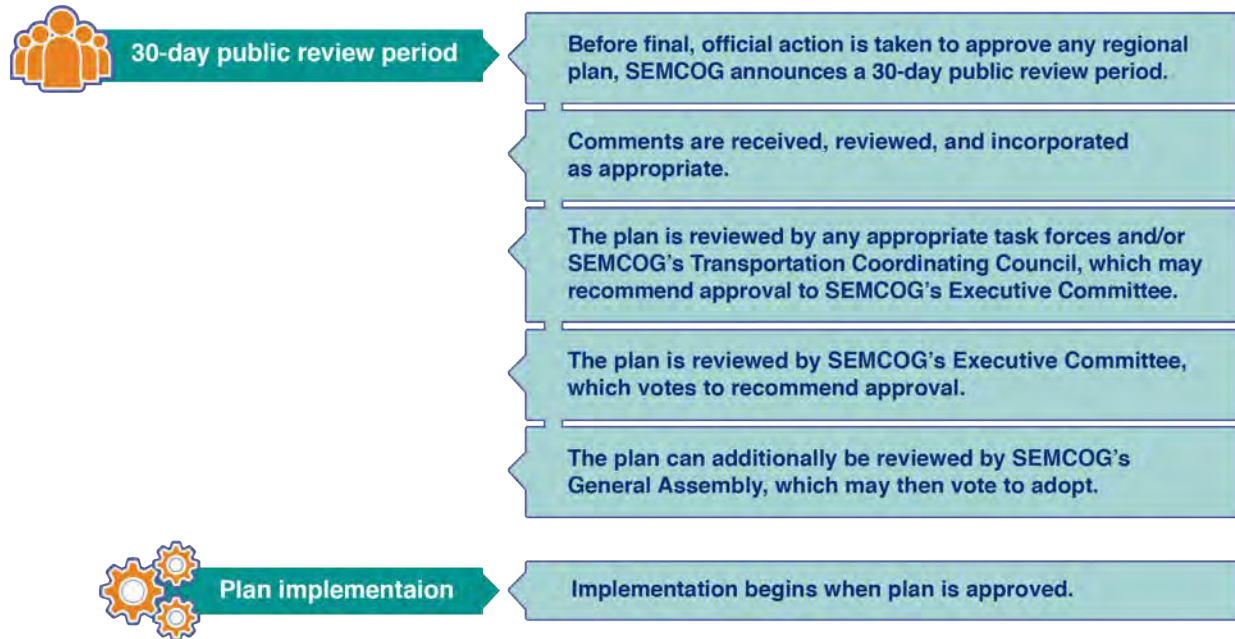 30-day public review period
Before final, official action is taken to approve any regional
plan, SEMCOG announces a 30-day public review period.
Comments are received, reviewed, and incorporated
as appropriate.
The plan is reviewed by any appropriate task forces and/or
SEMCOG’s Transportation Coordinating Council, which may
recommend approval to SEMCOG’s Executive Committee.
The plan is reviewed by SEMCOG’s Executive Committee,
which votes to recommend approval.
The plan can additionally be reviewed by SEMCOG’s
General Assembly, which may then vote to adopt.
Plan implementaion
Implementation begins when plan is approved.